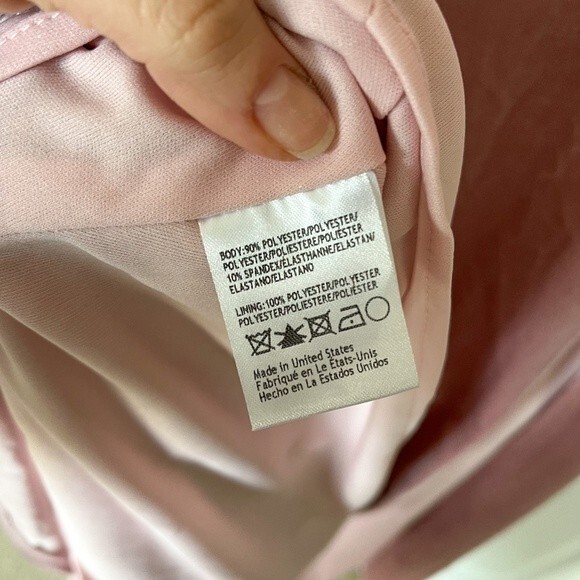 BODY:90% POLYESTER/POLYESTER/
POLYESTER/POLIESTERE/POLIÉSTER
10% SPANDEX/ÉLASTHANNE/ELASTAN/
ELASTANO/ELASTANO
LINING:100% POLYESTER/POLYESTER/
POLYESTER/POLIESTERE/POLIÉSTER
Made in United States
Fabriqué en Le États-Unis
Hecho en La Estados Unidos